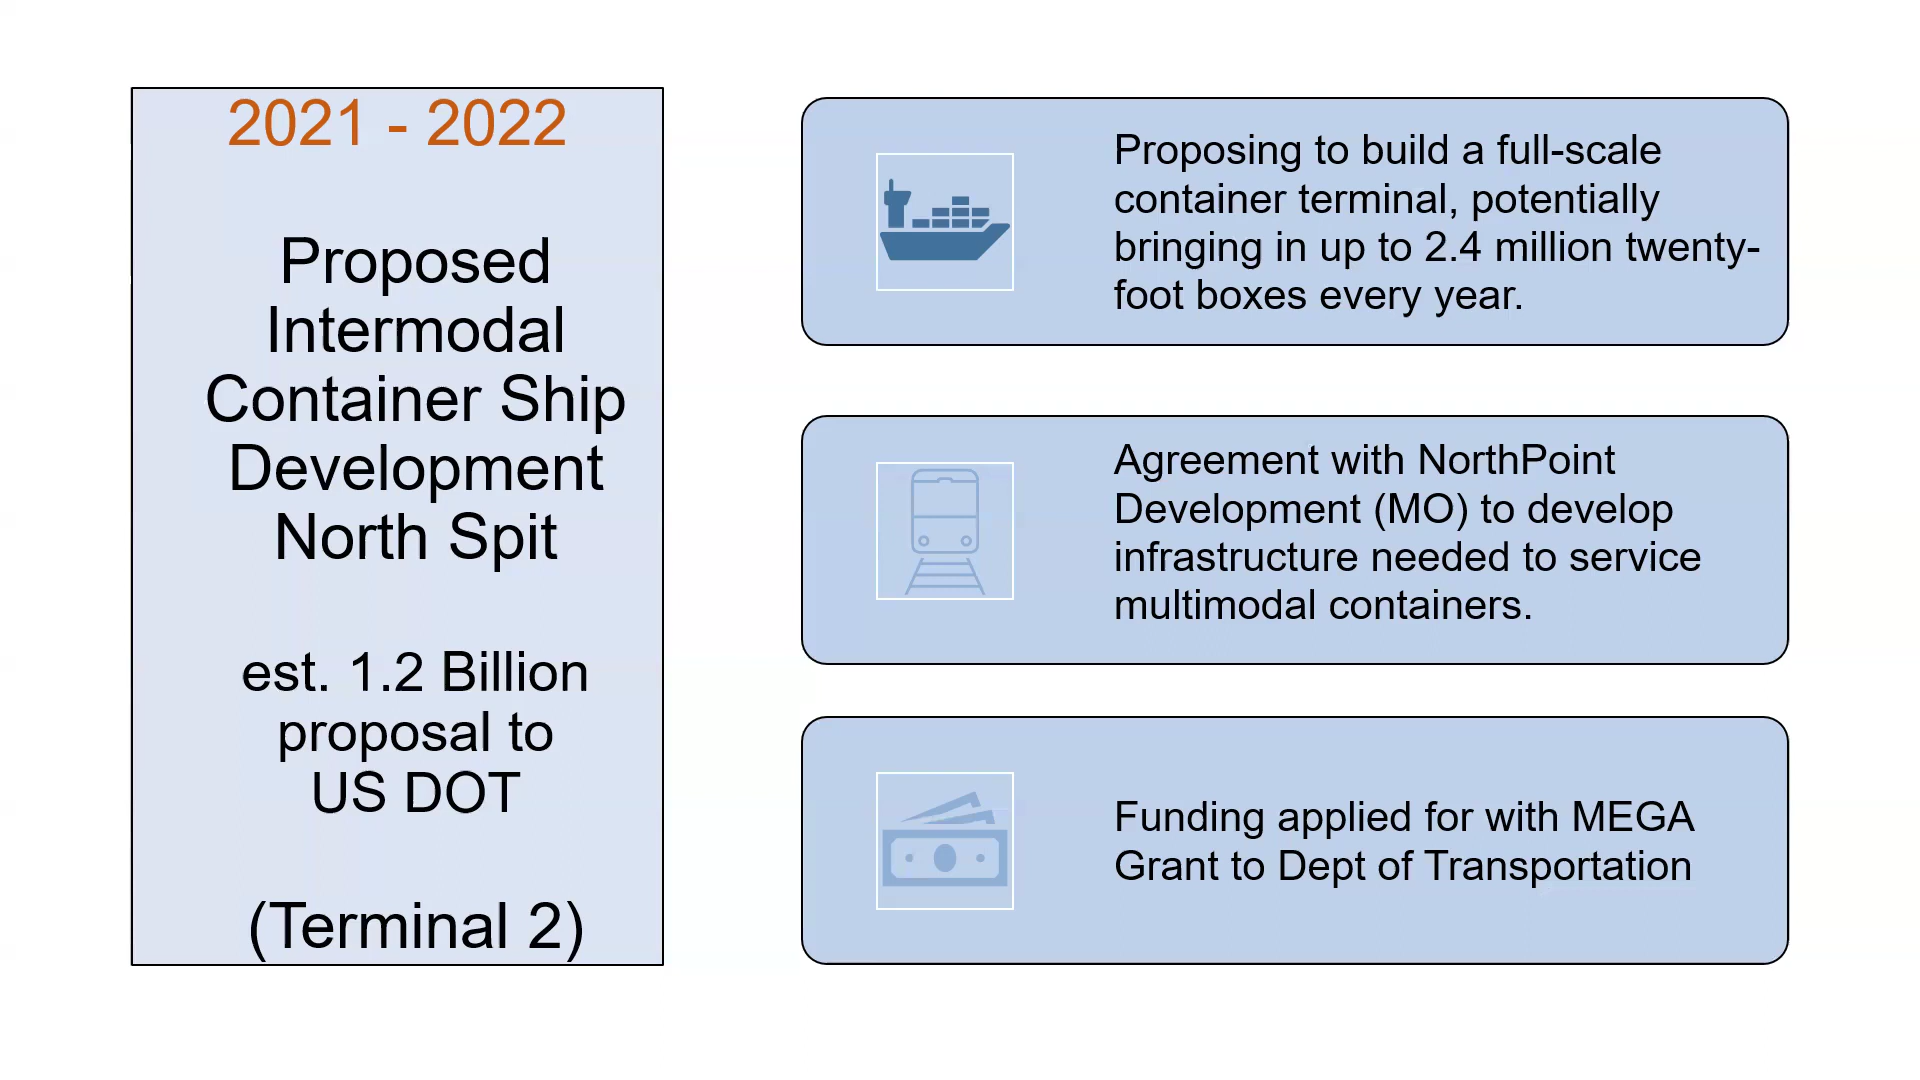 2021 - 2022
Proposed
Intermodal
Container Ship
Development
North Spit
est. 1.2 Billion
proposal to
US DOT
(Terminal 2)
Proposing to build a full-scale
container terminal, potentially
bringing in up to 2.4 million twenty-
foot boxes every year.
Agreement with NorthPoint
Development (MO) to develop
infrastructure needed to service
multimodal containers.
Funding applied for with MEGA
Grant to Dept of Transportation